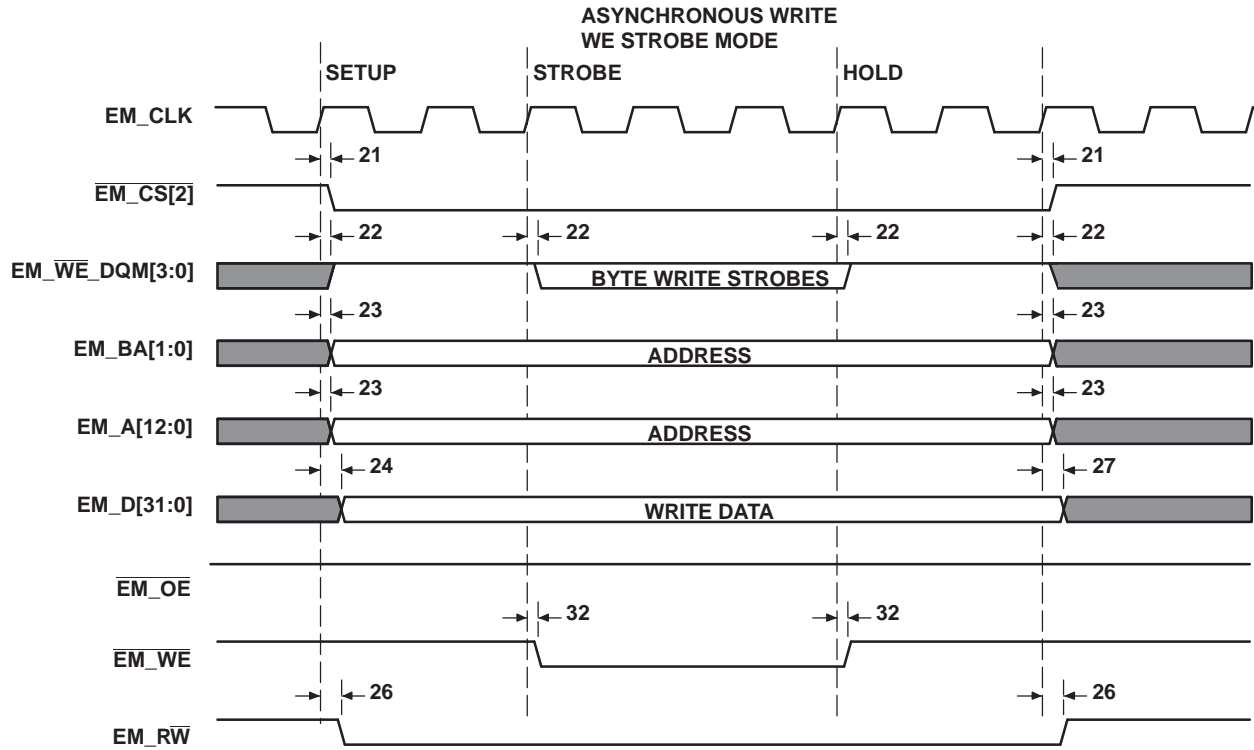 ASYNCHRONOUS WRITE
WE STROBE MODE
SETUP STROBE HOLD
EM_CLK
21 21
EM_CS[2]
22 22 22 22
EM_WE_DQM[3:0]
BYTE WRITE STROBES
23 23
EM_BA[1:0]
ADDRESS
23 23
EM_A[12:0]
ADDRESS
24 27
EM_D[31:0]
WRITE DATA
EM_OE
32 32
EM_WE
26 26
EM_RW